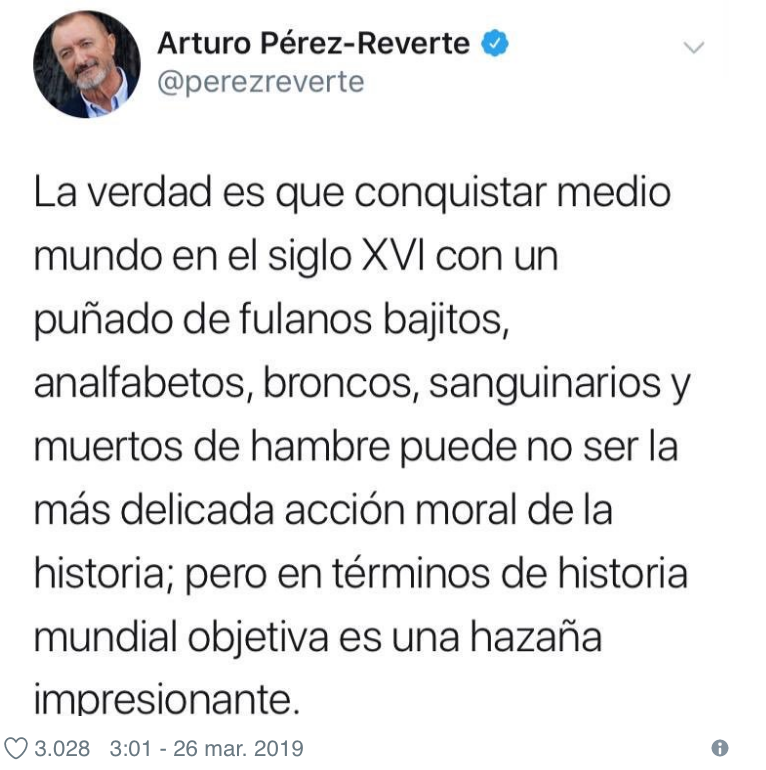 Arturo Pérez-Reverte
@perezreverte
La verdad es que conquistar medio
mundo en el siglo XVI con un
puñado de fulanos bajitos,
analfabetos, broncos, sanguinarios y
muertos de hambre puede no ser la
más delicada acción moral de la
historia; pero en términos de historia
mundial objetiva es una hazaña
impresionante.
3.028 3:01 - 26 mar. 2019